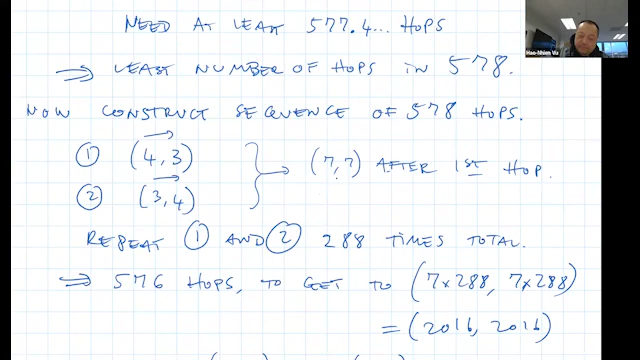 NEED AT LEAST 577.4... HOPS
⇒ LEAST NUMBER OF HOPS IN 578.
NOW CONSTRUCT SEQUENCE OF 578 HOPS.
① (4,3)
② (3,4)
} → (7,7) AFTER 1ST HOP.
REPEAT ① AND ② 288 TIMES TOTAL.
⇒ 576 HOPS, TO GET TO (7×288, 7×288)
= (2016, 2016)
Hao-Nhien Vu